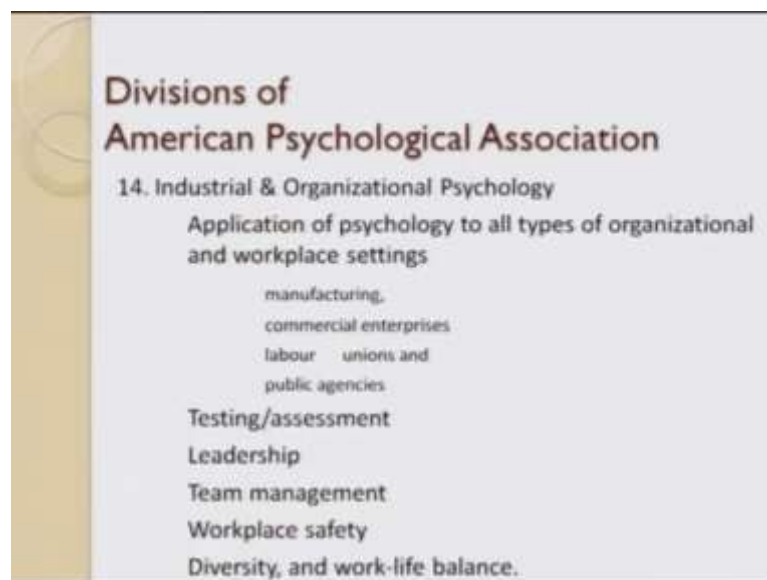 Divisions of
American Psychological Association
14. Industrial & Organizational Psychology
Application of psychology to all types of organizational
and workplace settings
manufacturing,
commercial enterprises
labour unions and
public agencies
Testing/assessment
Leadership
Team management
Workplace safety
Diversity, and work-life balance.